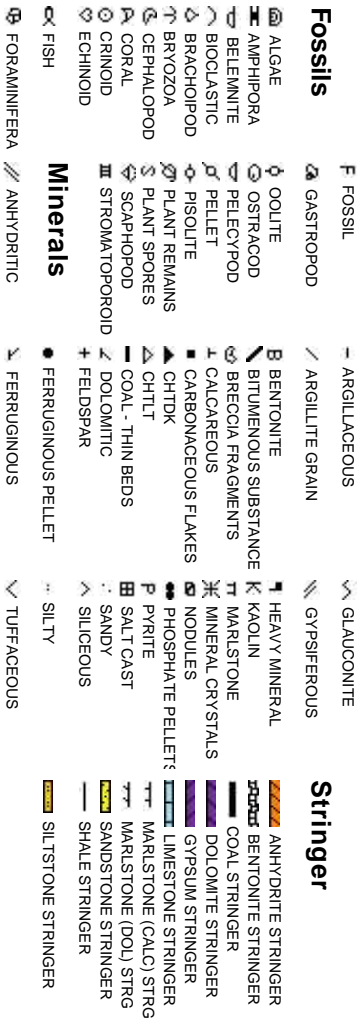 Fossils
ALGAE
AMPHIPORA
BELEMNITE
BIOCLASTIC
BRACHOIPOD
BRYOZOA
CEPHALOPOD
CORAL
CRINOID
ECHINOID
FISH
FORAMINIFERA
F FOSSIL
GASTROPOD
OOLITE
OSTRACOD
PELECYPOD
PELLET
PISOLITE
PLANT REMAINS
PLANT SPORES
SCAPHOPOD
STROMATOPOROID
Minerals
ANHYDRITIC
ARGILLACEOUS
ARGILLITE GRAIN
B BENTONITE
BITUMENOUS SUBSTANCE
BRECCIA FRAGMENTS
CALCAREOUS
CARBONACEOUS FLAKES
CHTDK
CHTLT
COAL - THIN BEDS
DOLOMITIC
FELDSPAR
FERRUGINOUS PELLET
FERRUGINOUS
GLAUCONITE
GYPSIFEROUS
HEAVY MINERAL
K KAOLIN
MARLSTONE
MINERAL CRYSTALS
NODULES
PHOSPHATE PELLETS
P PYRITE
SALT CAST
SANDY
SILICEOUS
SILTY
TUFFACEOUS
Stringer
ANHYDRITE STRINGER
BENTONITE STRINGER
COAL STRINGER
DOLOMITE STRINGER
GYPSUM STRINGER
LIMESTONE STRINGER
MARLSTONE (CALC) STRG
MARLSTONE (DOL) STRG
SANDSTONE STRINGER
SHALE STRINGER
SILTSTONE STRINGER